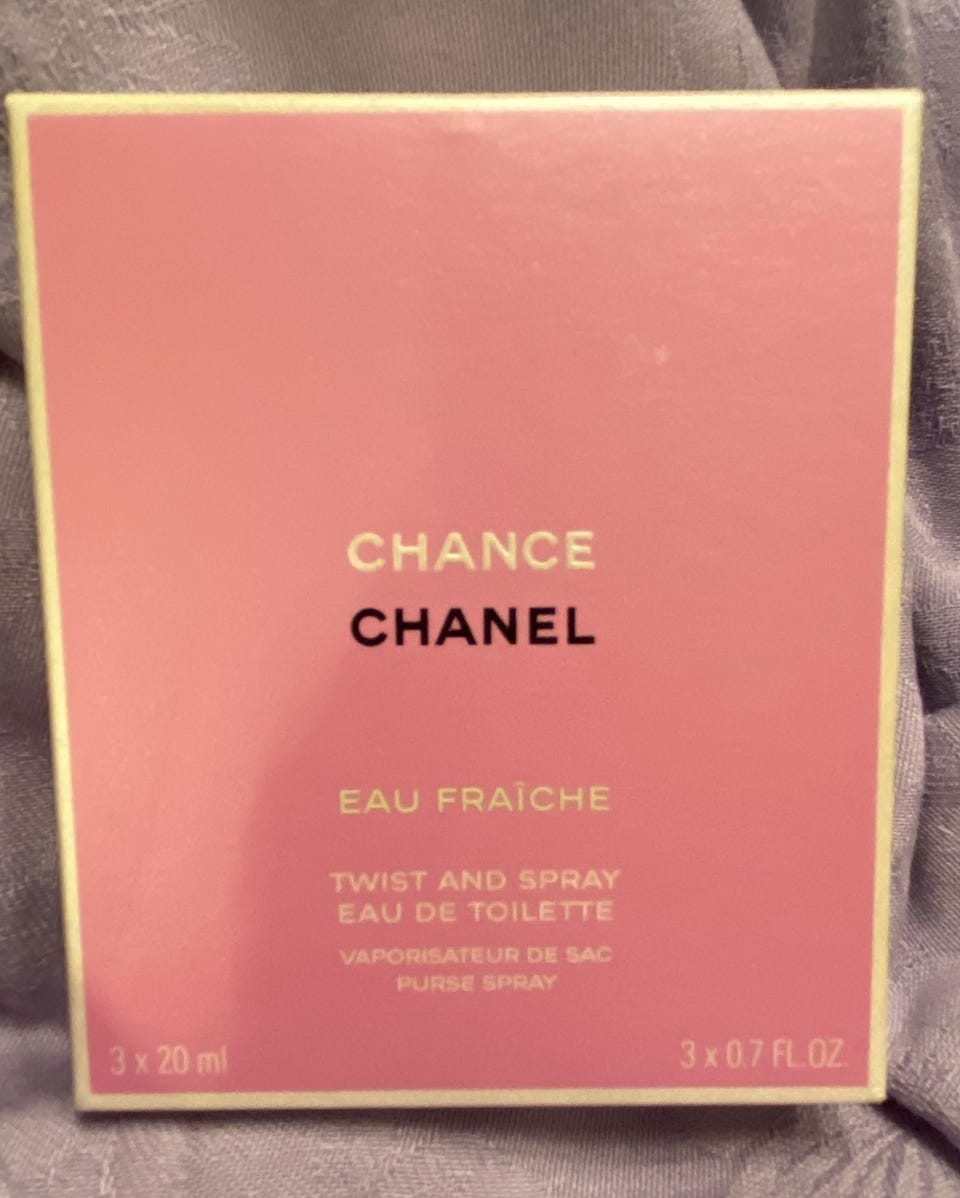 CHANCE
CHANEL
EAU FRAÎCHE
TWIST AND SPRAY
EAU DE TOILETTE
VAPORISATEUR DE SAC
PURSE SPRAY
3 x 20 ml
3 x 0.7 FL.OZ.